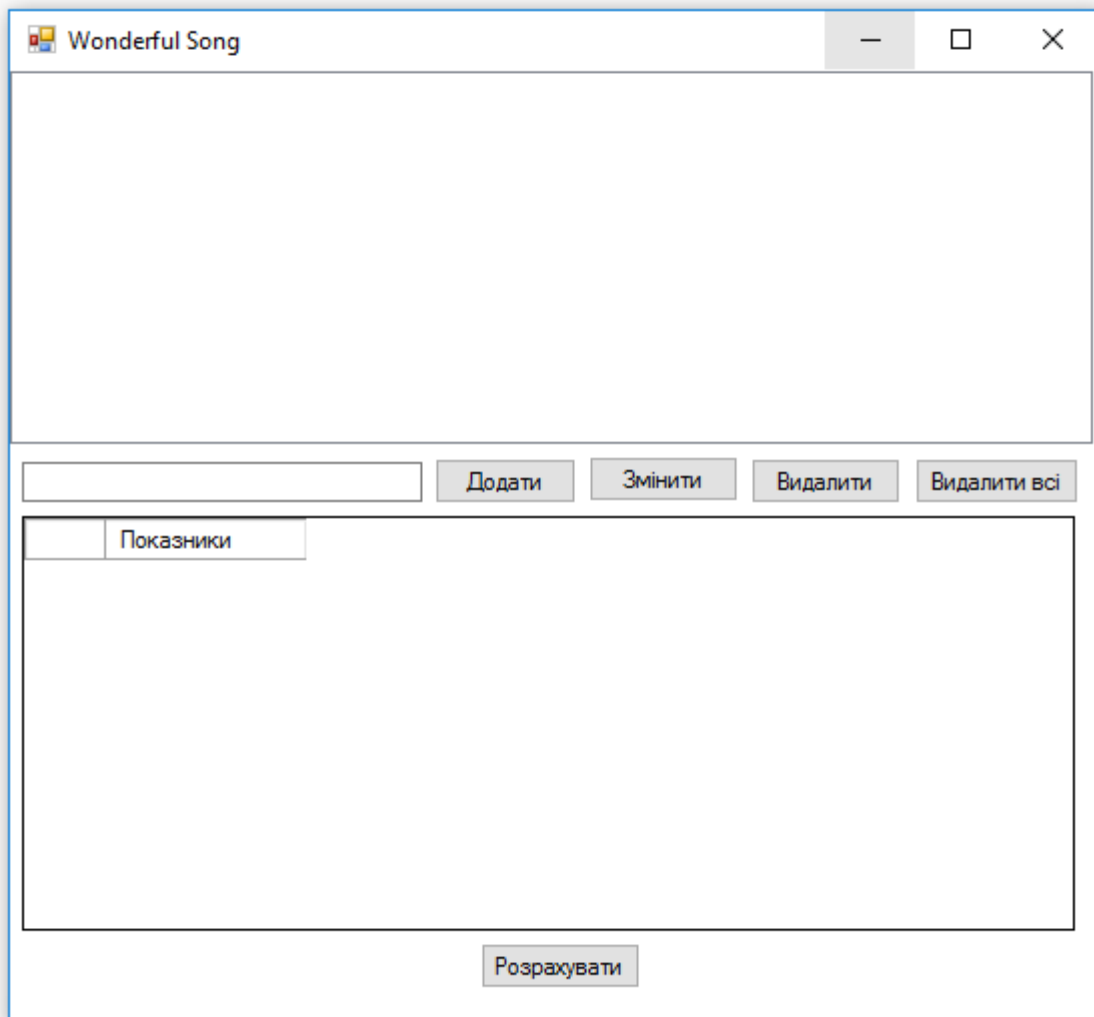 Wonderful Song
Додати Змінити Видалити Видалити всі
Показники
Розрахувати